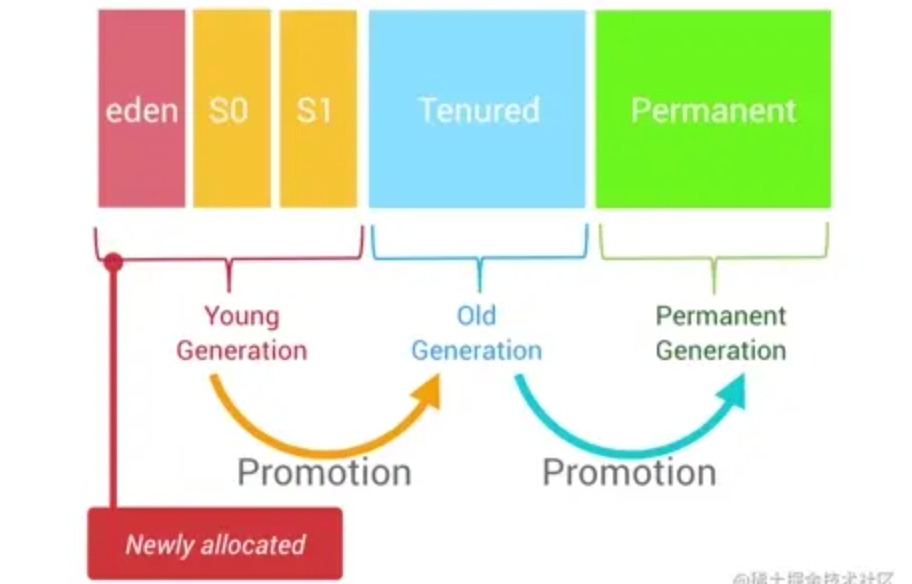 eden S0 S1 Tenured Permanent
Young
Generation
Old
Generation
Permanent
Generation
Promotion
Promotion
Newly allocated
@稀土掘金技术社区